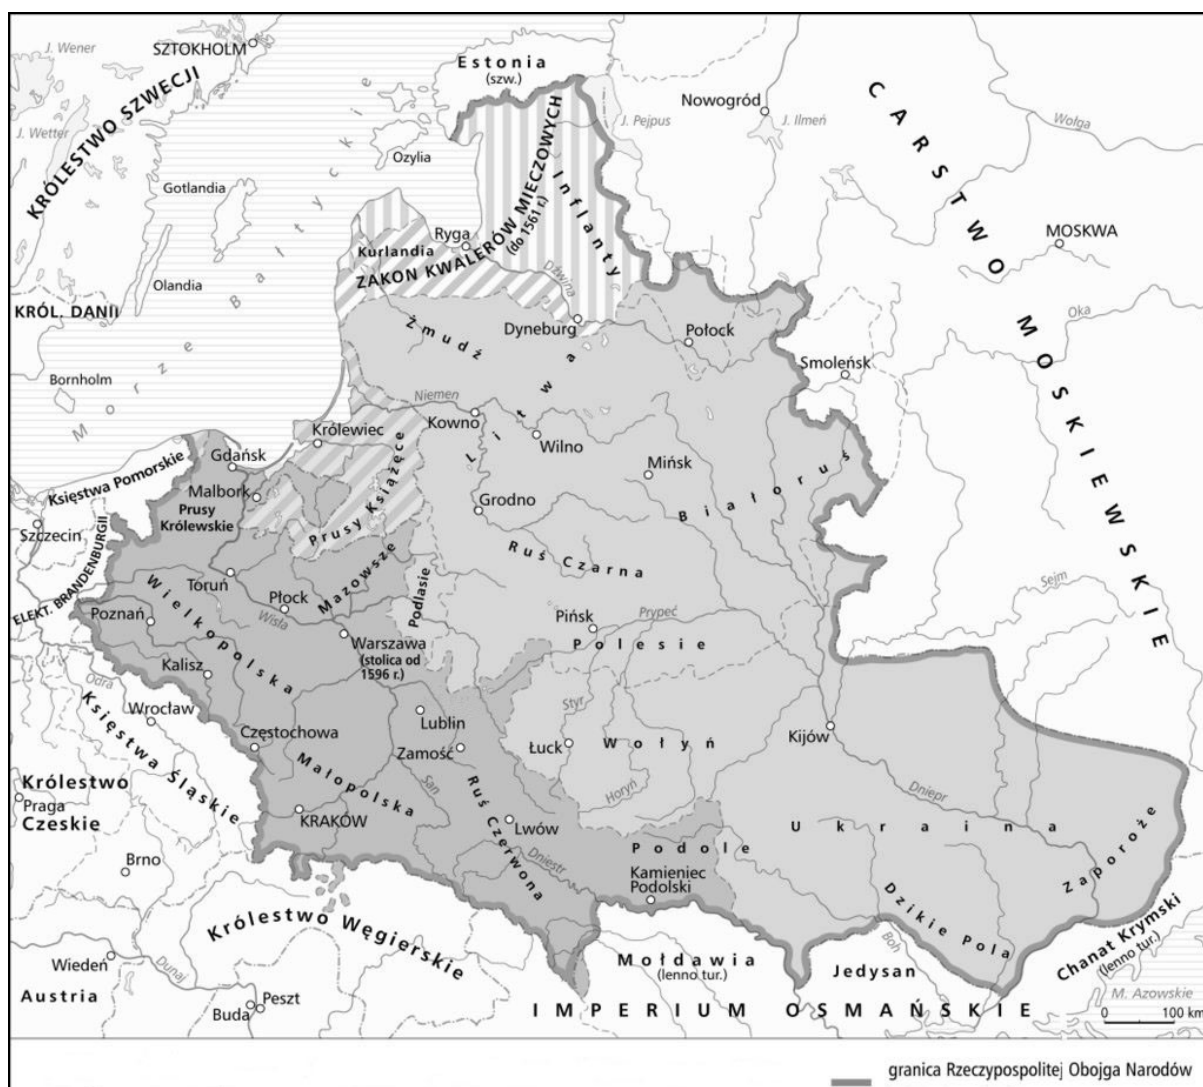 J. Wener
SZTOKHOLM
Estonia
(szw.)
Nowogród
J. Ilmeń
J. Pejpus
Wołga
J. Wetter
KRÓLESTWO SZWECJI
CARSTWO MOSKIEWSKIE
Morze Bałtyckie
Ozylia
Gotlandia
Inflanty
ZAKON KAWALERÓW MIECZOWYCH
(do 1561 r.)
Ryga
Kurlandia
MOSKWA
Dźwina
Olandia
KRÓL. DANII
Oka
Żmudź
Dyneburg
Połock
Smoleńsk
Bornholm
Niemen
Kowno
Litwa
Wilno
Królewiec
Gdańsk
Mińsk
Księstwa Pomorskie
Malbork
Prusy
Królewskie
Prusy Książęce
Grodno
Białoruś
Szczecin
ELEKT. BRANDENBURGII
Ruś Czarna
Toruń
Mazowsze
Podlasie
Sejm
Płock
Wisła
Poznań
Wielkopolska
Pińsk
Prypeć
Polesie
Warszawa
(stolica od
1596 r.)
Kalisz
Odra
Wrocław
Księstwa Śląskie
Lublin
Styr
Częstochowa
Zamość
Łuck
Wołyń
Kijów
Małopolska
San
Horyń
Dniepr
Królestwo
Praga
Czeskie
KRAKÓW
Ruś Czerwona
Lwów
Ukraina
Podole
Zaporoże
Brno
Dniestr
Kamieniec
Podolski
Dzikie Pola
Królestwo Węgierskie
Chanat Krymski
(lenno tur.)
Boh
Wiedeń
Dunaj
Mołdawia
(lenno tur.)
Jedysan
Austria
Peszt
Buda
IMPERIUM OSMAŃSKIE
M. Azowskie
0 100 km
granica Rzeczypospolitej Obojga Narodów